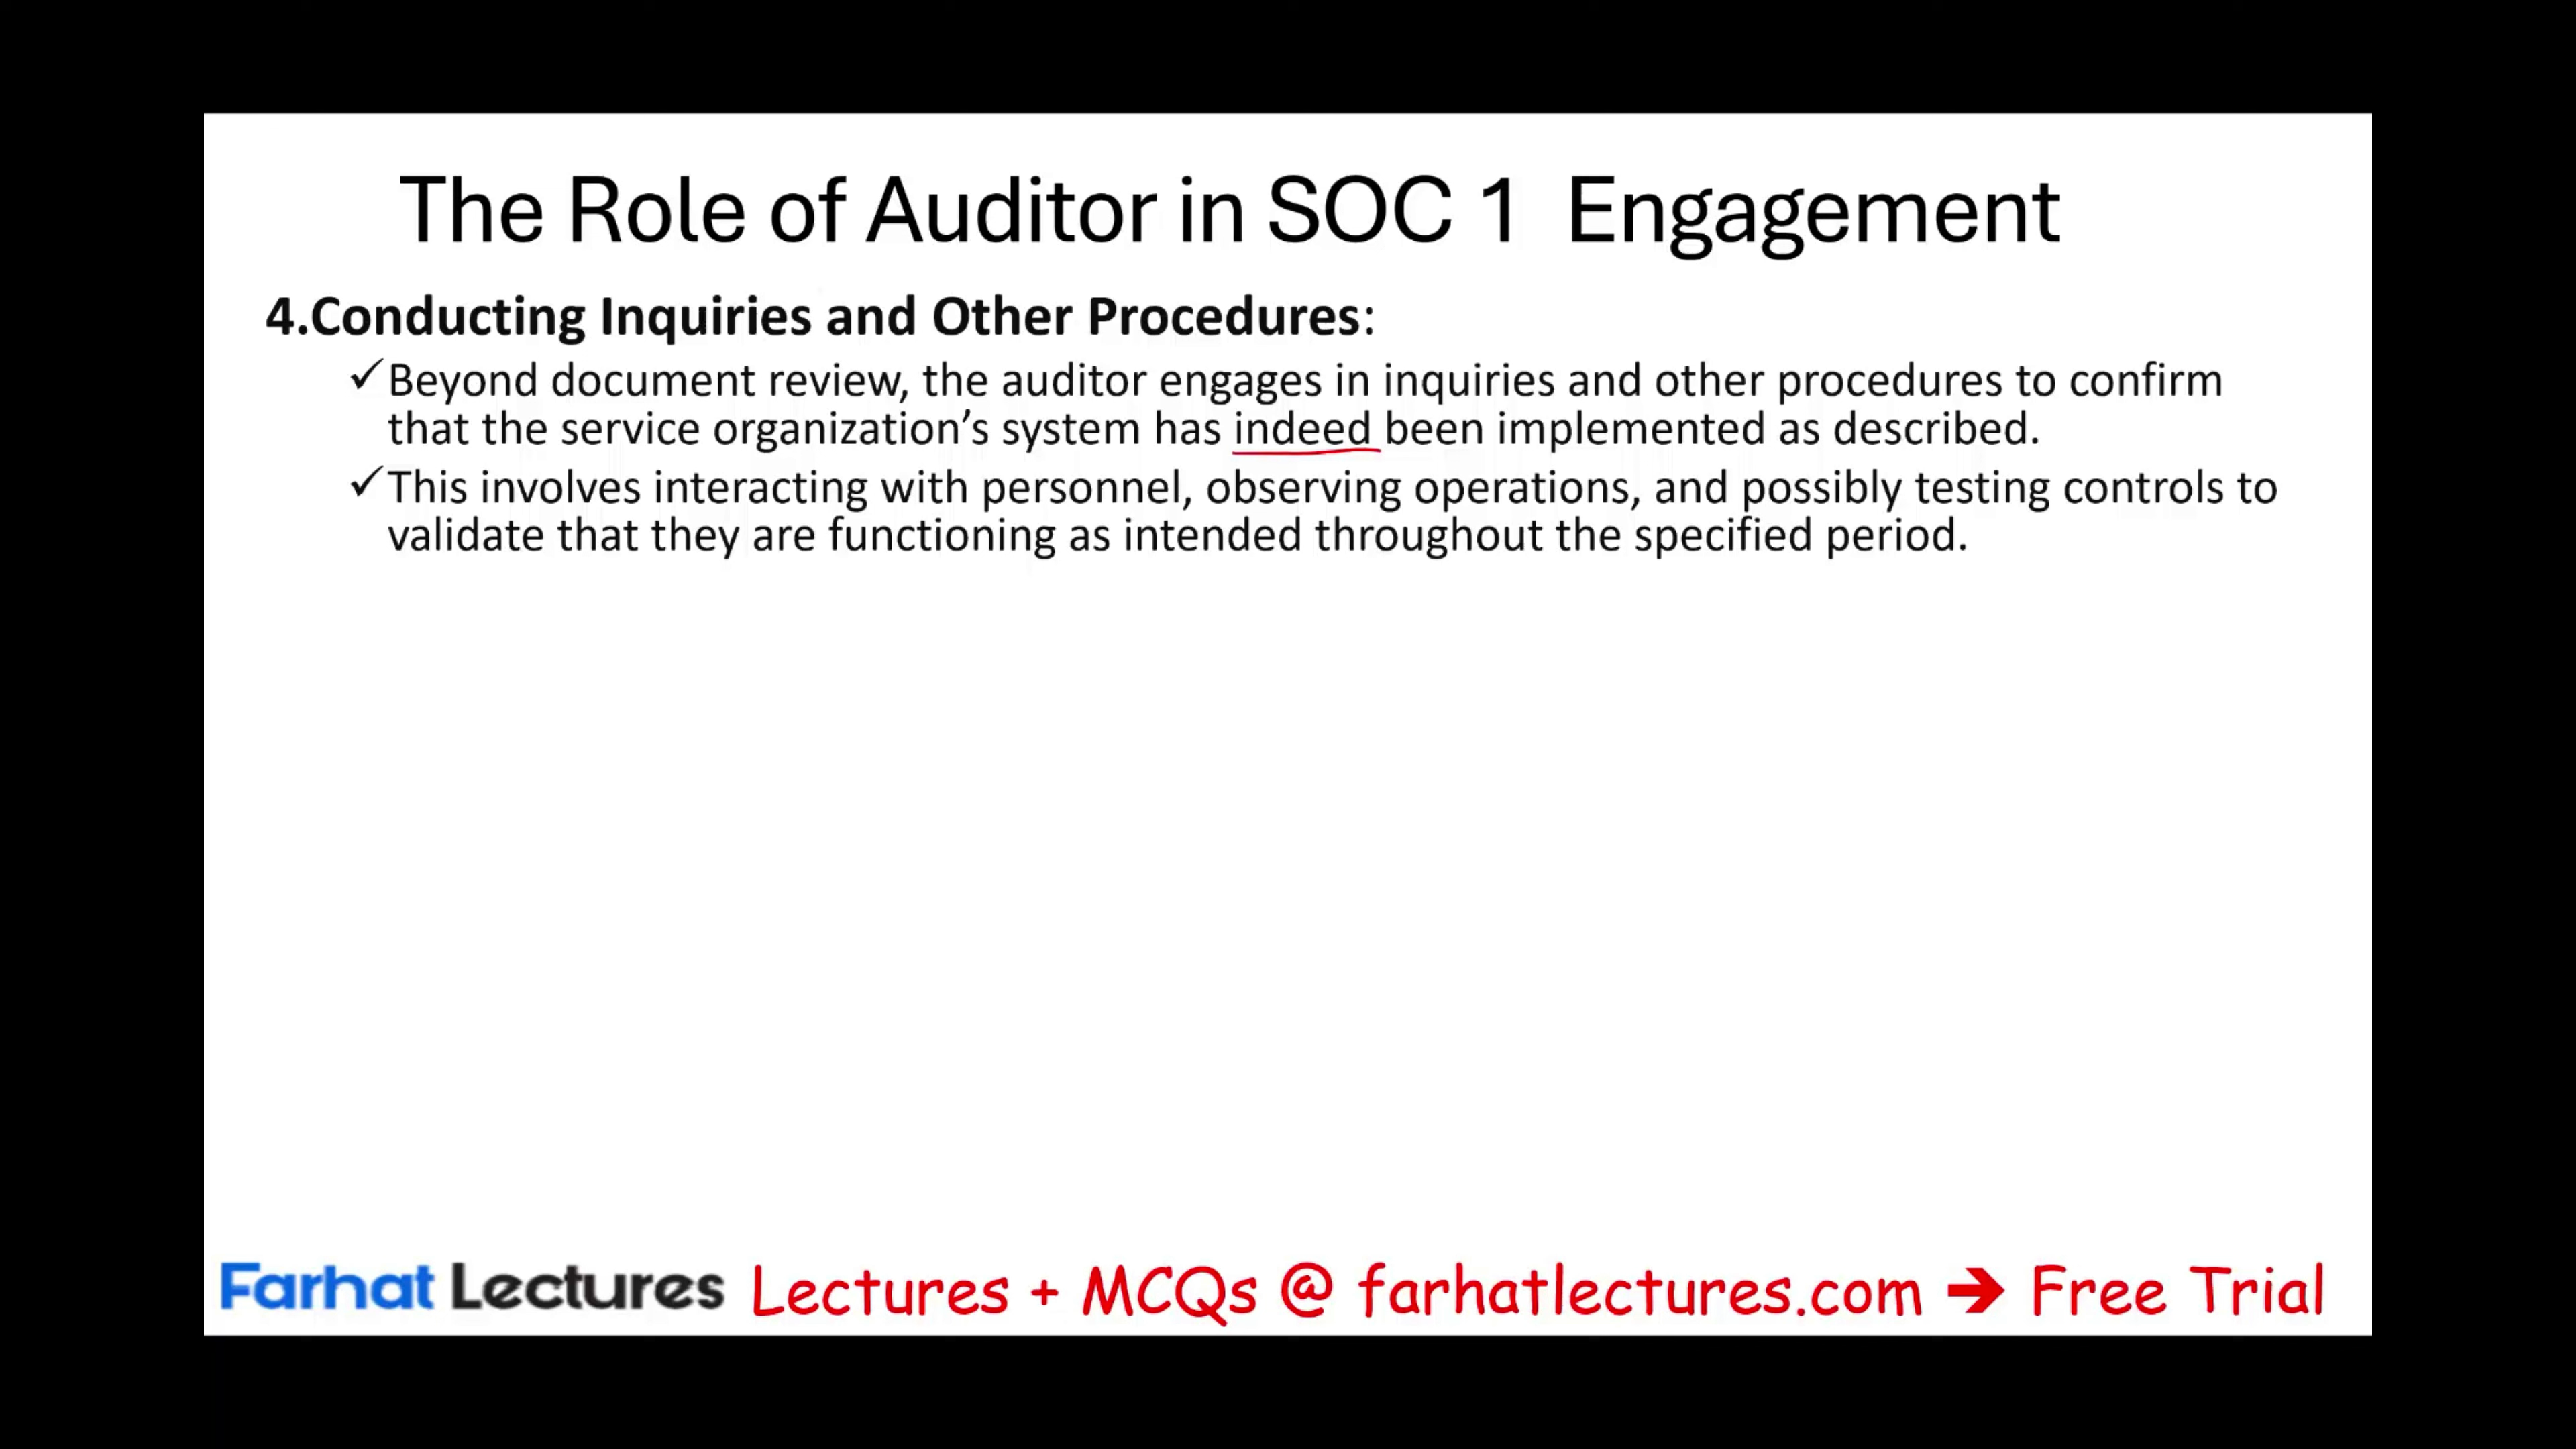 The Role of Auditor in SOC 1 Engagement
4.Conducting Inquiries and Other Procedures:
✓Beyond document review, the auditor engages in inquiries and other procedures to confirm
that the service organization’s system has indeed been implemented as described.
✓This involves interacting with personnel, observing operations, and possibly testing controls to
validate that they are functioning as intended throughout the specified period.
Farhat Lectures Lectures + MCQs @ farhatlectures.com ➔ Free Trial